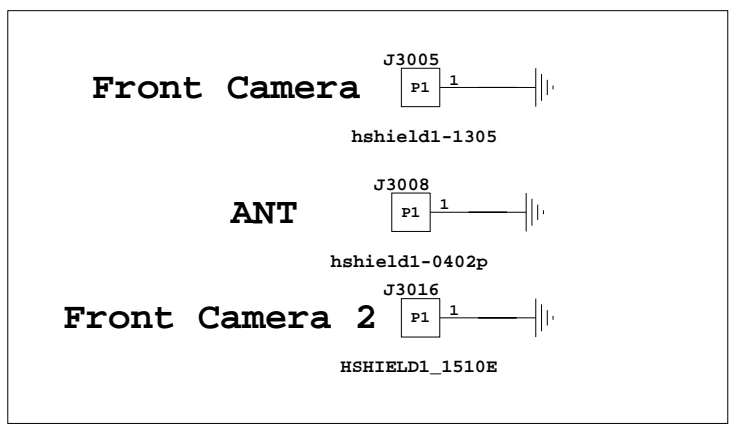 J3005
Front Camera P1 1
hshield1-1305
J3008
ANT P1 1
hshield1-0402p
J3016
Front Camera 2 P1 1
HSHIELD1_1510E